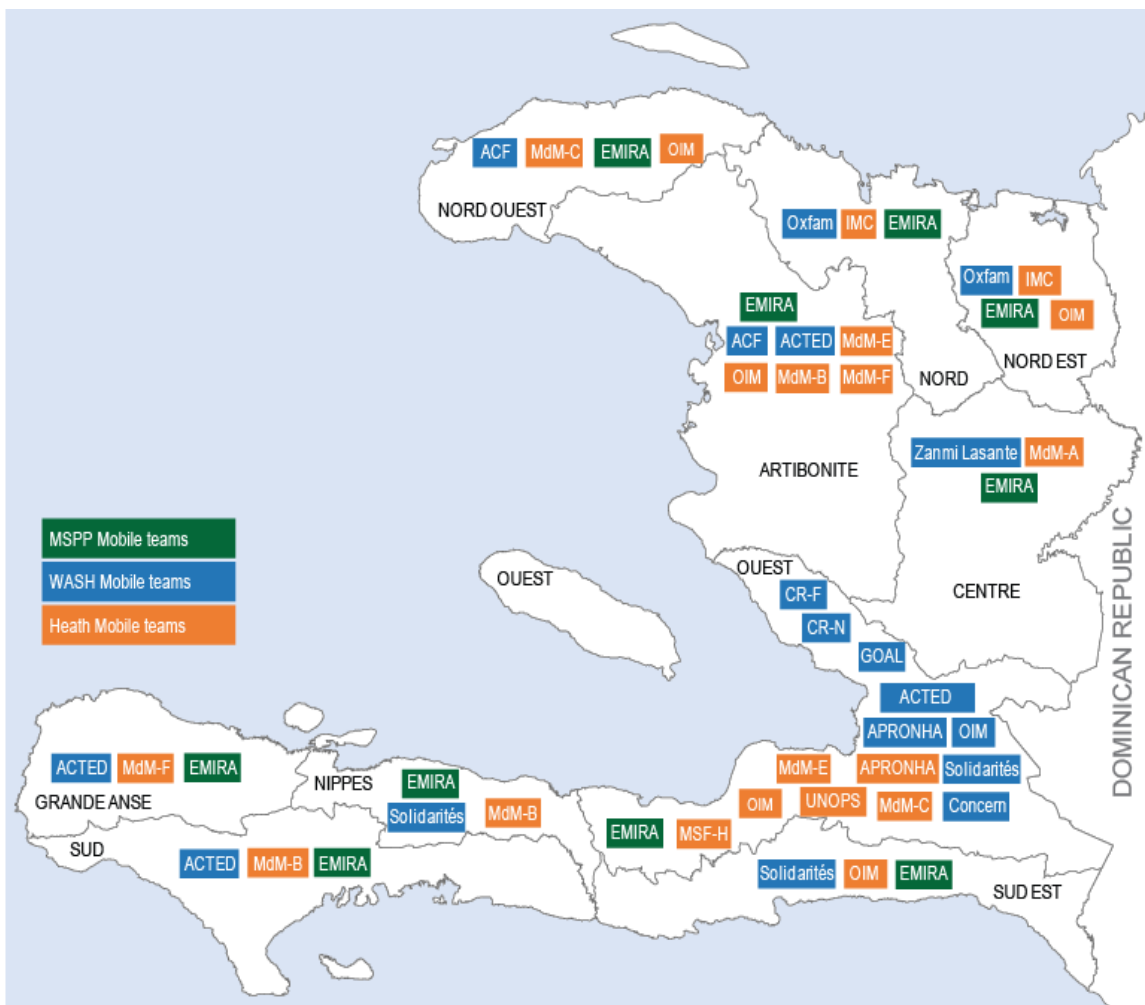 ACF MdM-C EMIRA OIM
NORD OUEST
Oxfam IMC EMIRA
Oxfam IMC
EMIRA OIM
NORD EST
EMIRA
ACF ACTED MdM-E
OIM MdM-B MdM-F
NORD
ARTIBONITE
Zanmi Lasante MdM-A
EMIRA
CENTRE
DOMINICAN REPUBLIC
MSPP Mobile teams
WASH Mobile teams
Heath Mobile teams
OUEST
OUEST
CR-F
CR-N
GOAL
ACTED
APRONHA OIM
MdM-E APRONHA Solidarités
OIM UNOPS MdM-C Concern
EMIRA MSF-H
ACTED MdM-F EMIRA
GRANDE ANSE
NIPPES
EMIRA
Solidarités MdM-B
SUD
ACTED MdM-B EMIRA
Solidarités OIM EMIRA
SUD EST